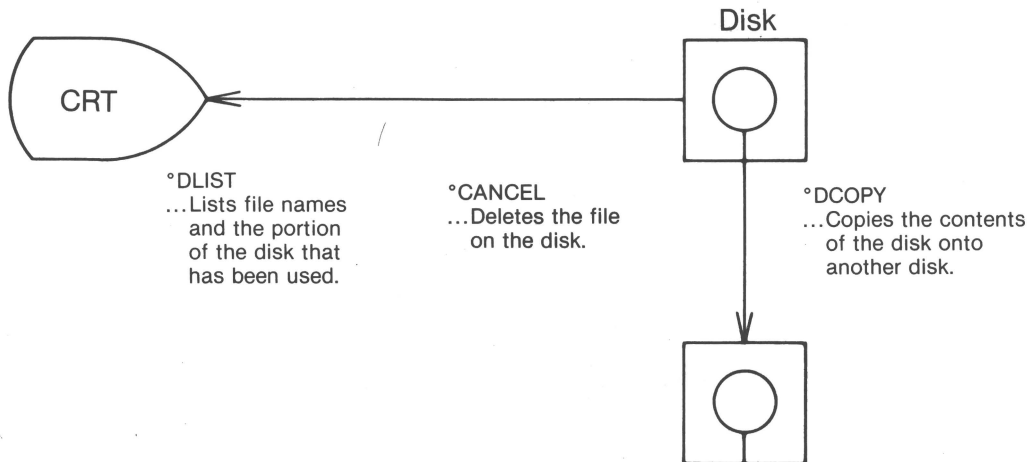 Disk
CRT
°DLIST
...Lists file names
and the portion
of the disk that
has been used.
°CANCEL
...Deletes the file
on the disk.
°DCOPY
...Copies the contents
of the disk onto
another disk.